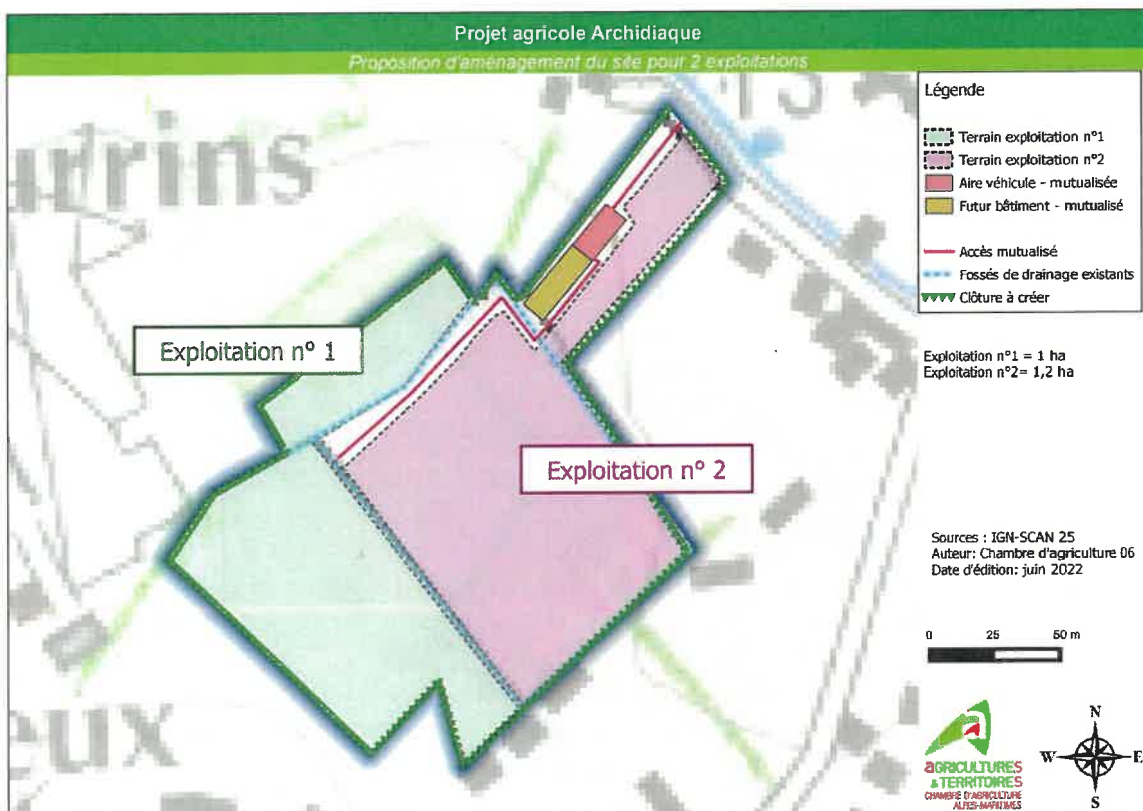 Projet agricole Archidiaque
Proposition d'aménagement du site pour 2 exploitations
Légende
Terrain exploitation n°1
Terrain exploitation n°2
Aire véhicule - mutualisée
Futur bâtiment - mutualisé
Accès mutualisé
Fossés de drainage existants
Clôture à créer
Exploitation n° 1
Exploitation n°1 = 1 ha
Exploitation n°2= 1,2 ha
Exploitation n° 2
Sources : IGN-SCAN 25
Auteur: Chambre d'agriculture 06
Date d'édition: juin 2022
0 25 50 m
eux
N
W E
S
aGRICULTURES
& TERRITOIRES
CHAMBRE D'AGRICULTURE
ALPES-MARITIMES